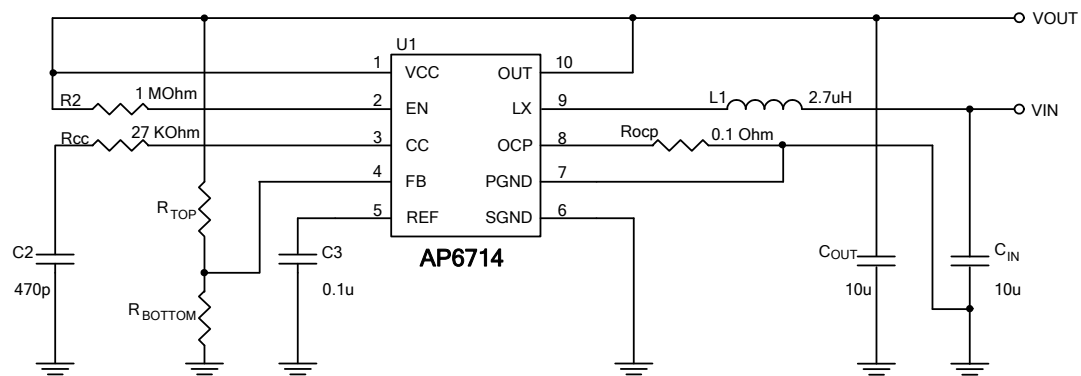 VOUT
U1
1 VCC OUT 10
R2 1 MOhm 2 EN LX 9 L1 2.7uH VIN
Rcc 27 KOhm 3 CC OCP 8 Rocp 0.1 Ohm
4 FB PGND 7
RTOP
5 REF SGND 6
AP6714
C2 C3 COUT CIN
470p 0.1u 10u 10u
RBOTTOM